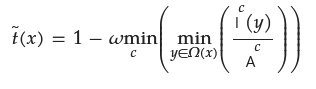 t̃(x) = 1 − ω min_c ( min_{y∈Ω(x)} ( I^c(y) / A^c ) )